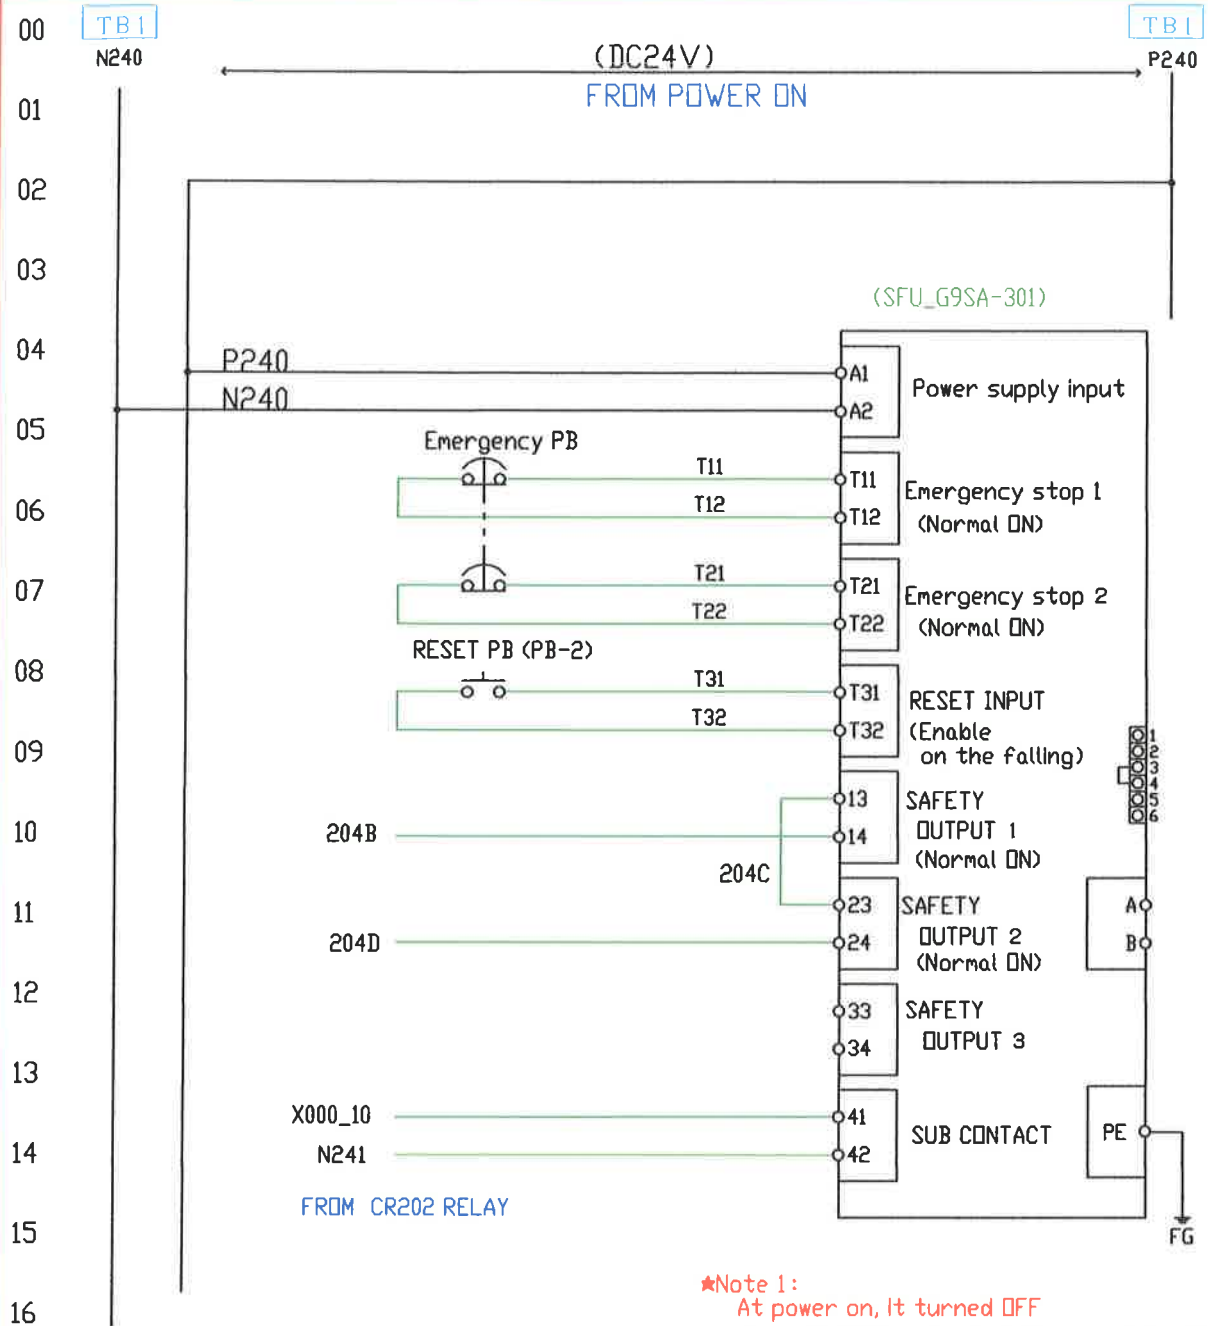 00
TB1
TB1
N240
(DC24V)
P240
FROM POWER ON
01
02
03
(SFU_G9SA-301)
04
P240
A1
Power supply input
N240
A2
05
Emergency PB
T11
T11
Emergency stop 1
06
T12
T12
(Normal ON)
07
T21
T21
Emergency stop 2
T22
T22
(Normal ON)
08
RESET PB (PB-2)
T31
T31
RESET INPUT
T32
T32
(Enable
on the falling)
09
1
2
3
4
5
6
13
SAFETY
10
204B
14
OUTPUT 1
(Normal ON)
204C
11
23
SAFETY
A
204D
24
OUTPUT 2
B
(Normal ON)
12
33
SAFETY
34
OUTPUT 3
13
X000_10
41
SUB CONTACT
PE
14
N241
42
FROM CR202 RELAY
15
FG
★Note 1:
16
At power on, It turned OFF